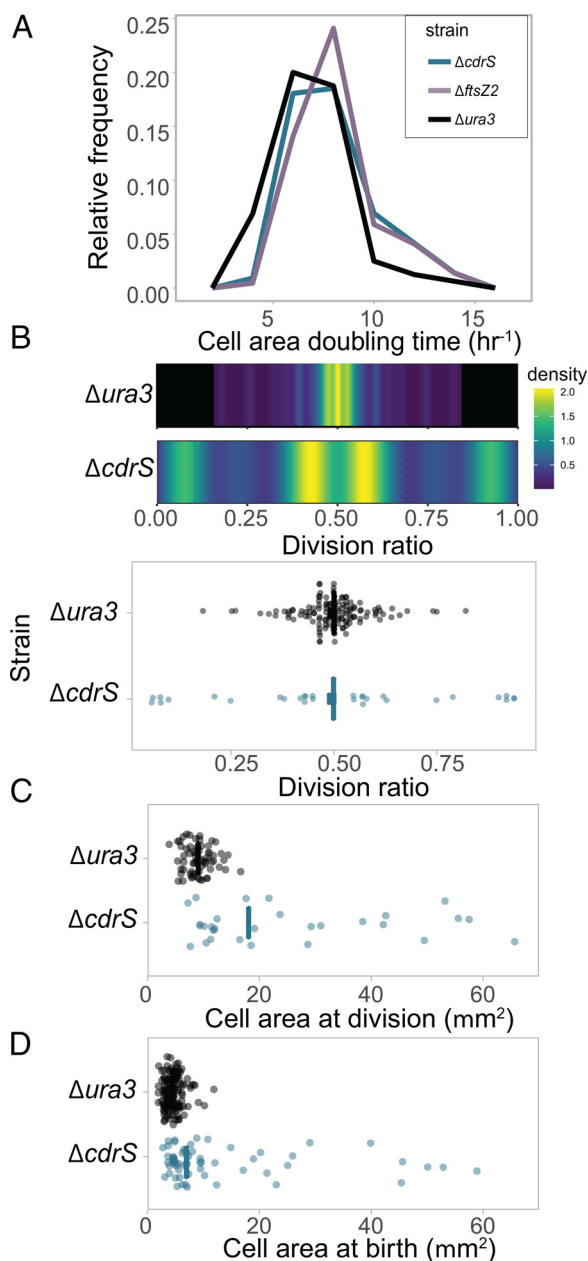 A
0.25
0.20
0.15
0.10
0.05
0.00
Relative frequency
strain
ΔcdrS
ΔftsZ2
Δura3
5
10
15
Cell area doubling time (hr⁻¹)
B
Δura3
ΔcdrS
density
2.0
1.5
1.0
0.5
0.00
0.25
0.50
0.75
1.00
Division ratio
Strain
Δura3
ΔcdrS
0.25
0.50
0.75
Division ratio
C
Δura3
ΔcdrS
0
20
40
60
Cell area at division (mm²)
D
Δura3
ΔcdrS
0
20
40
60
Cell area at birth (mm²)